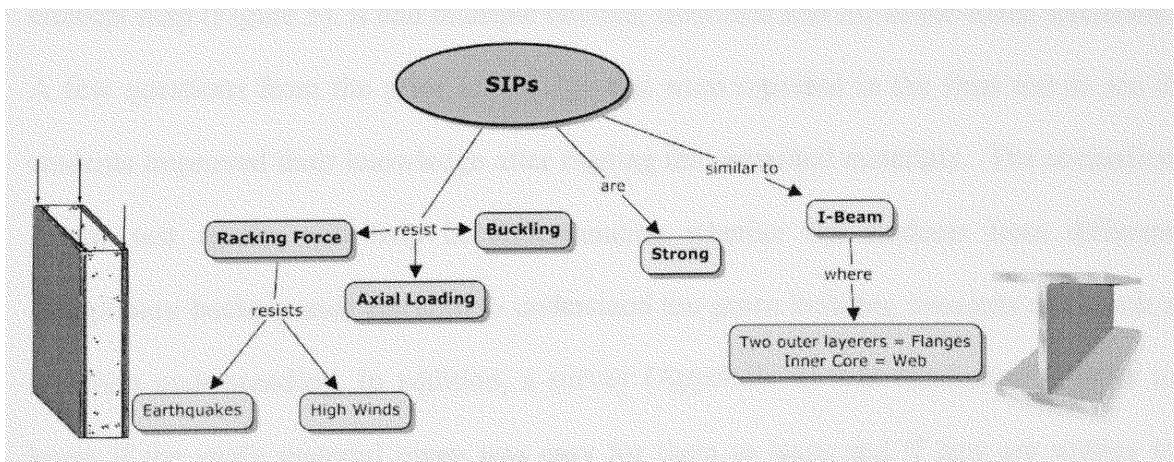 SIPs
similar to
are
I-Beam
Racking Force
resist
Buckling
Strong
where
Axial Loading
resists
Two outer layerers = Flanges
Inner Core = Web
Earthquakes
High Winds